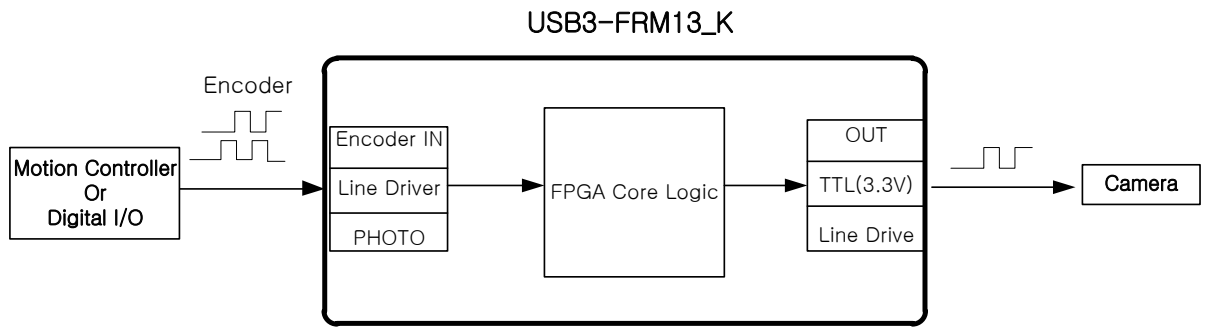 USB3-FRM13_K
Encoder
Motion Controller
Or
Digital I/O
Encoder IN
Line Driver
PHOTO
FPGA Core Logic
OUT
TTL(3.3V)
Line Drive
Camera